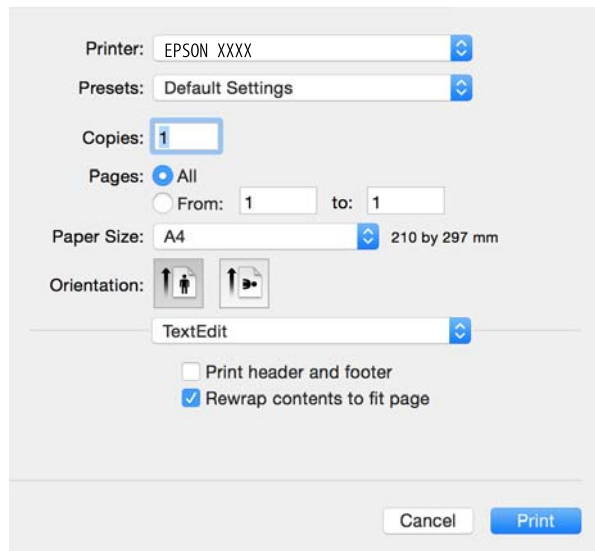 Printer: EPSON XXXX
Presets: Default Settings
Copies: 1
Pages: All
From: 1 to: 1
Paper Size: A4 210 by 297 mm
Orientation:
TextEdit
Print header and footer
Rewrap contents to fit page
Cancel Print